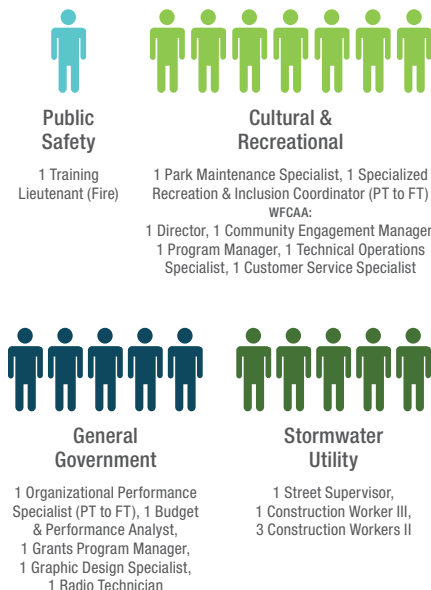 Public
Safety
1 Training
Lieutenant (Fire)
Cultural &
Recreational
1 Park Maintenance Specialist, 1 Specialized
Recreation & Inclusion Coordinator (PT to FT)
WFCAA:
1 Director, 1 Community Engagement Manager
1 Program Manager, 1 Technical Operations
Specialist, 1 Customer Service Specialist
General
Government
1 Organizational Performance
Specialist (PT to FT), 1 Budget
& Performance Analyst,
1 Grants Program Manager,
1 Graphic Design Specialist,
1 Radio Technician
Stormwater
Utility
1 Street Supervisor,
1 Construction Worker III,
3 Construction Workers II